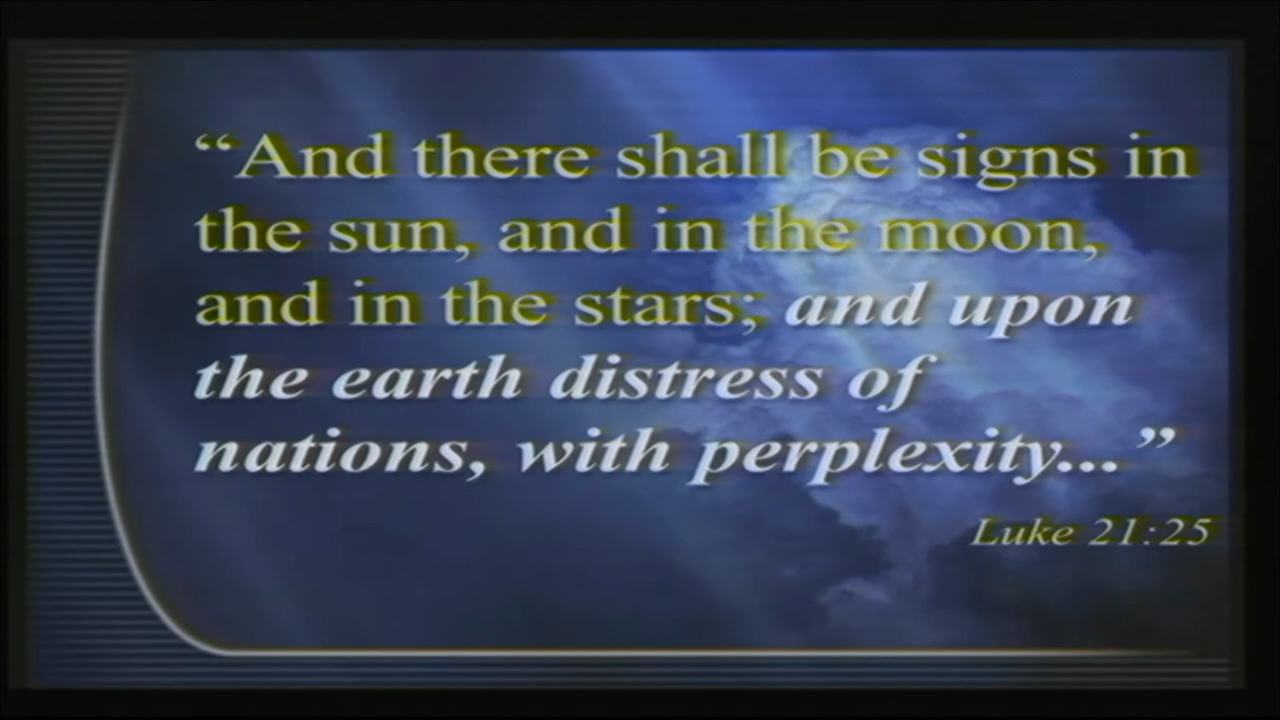 “And there shall be signs in
the sun, and in the moon,
and in the stars; and upon
the earth distress of
nations, with perplexity...”
Luke 21:25